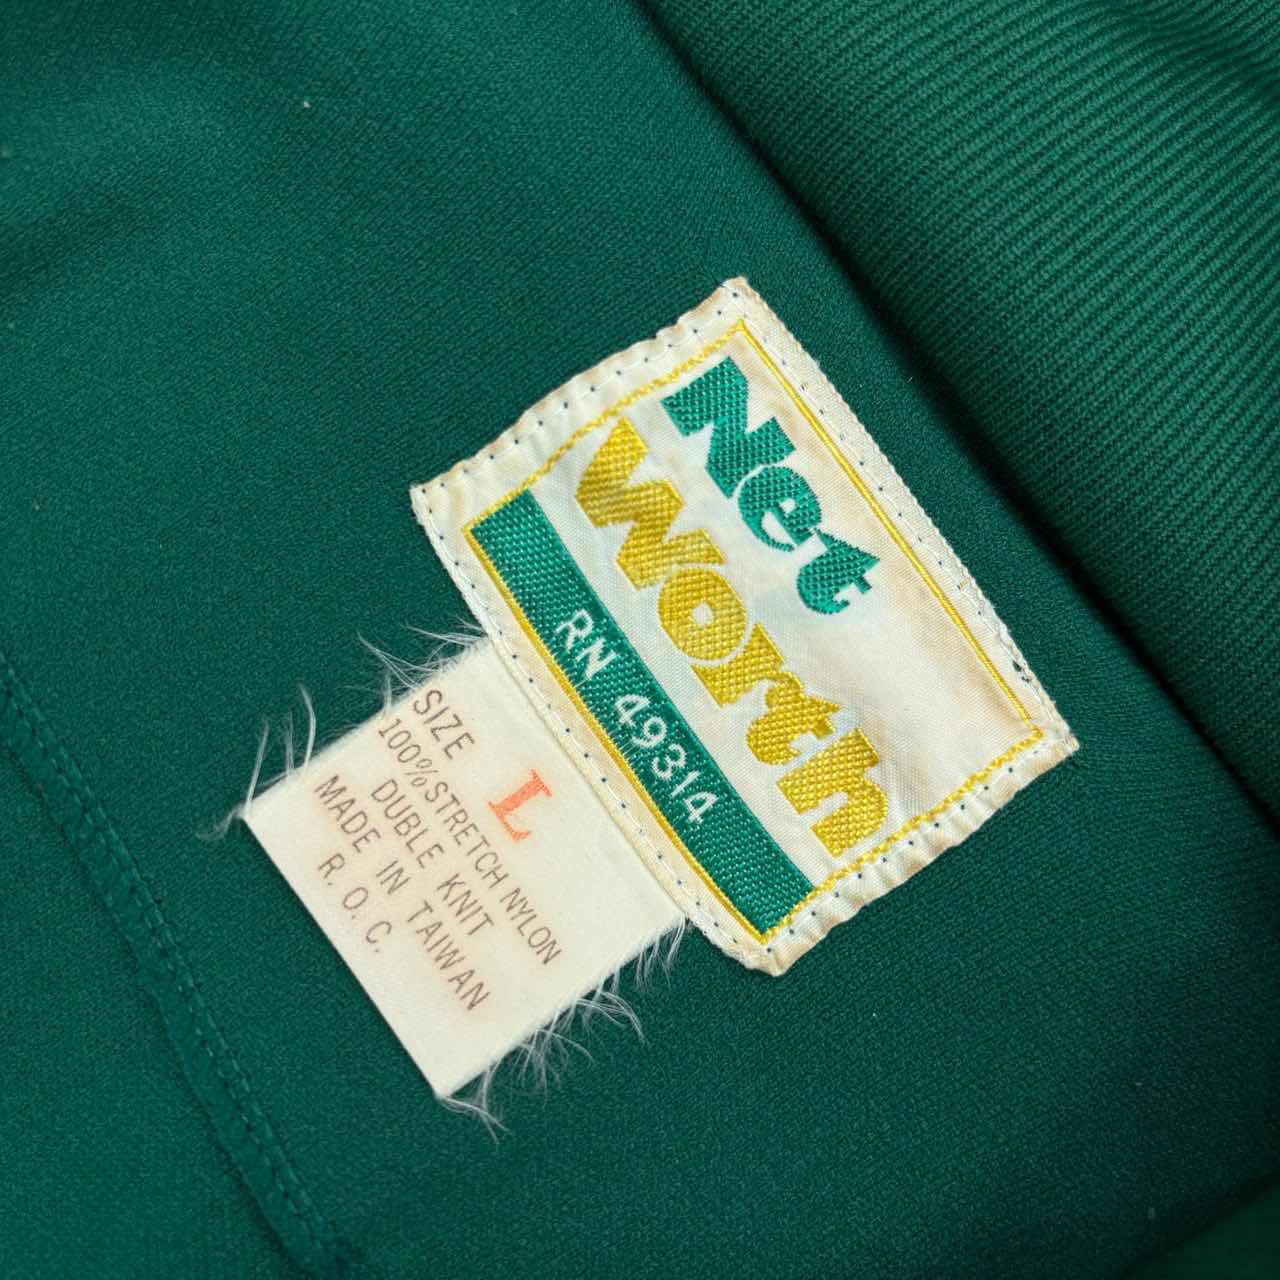 Net
Worth
RN 49314
SIZE L
100% STRETCH NYLON
DUBLE KNIT
MADE IN TAIWAN
R. O. C.